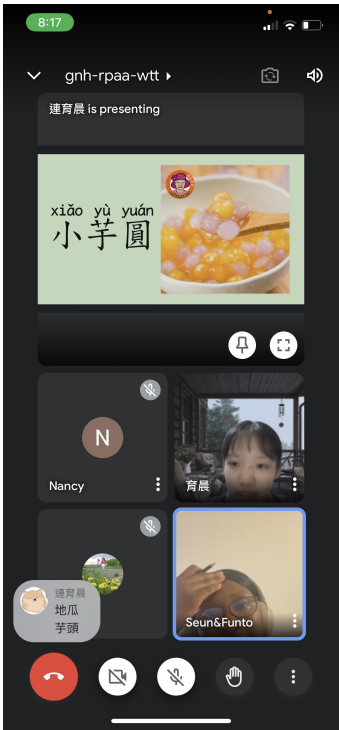 8:17
gnh-rpaa-wtt
連育晨 is presenting
xiǎo yù yuán
小芋圓
N
Nancy
育晨
連育晨
地瓜
芋頭
Seun&Funto